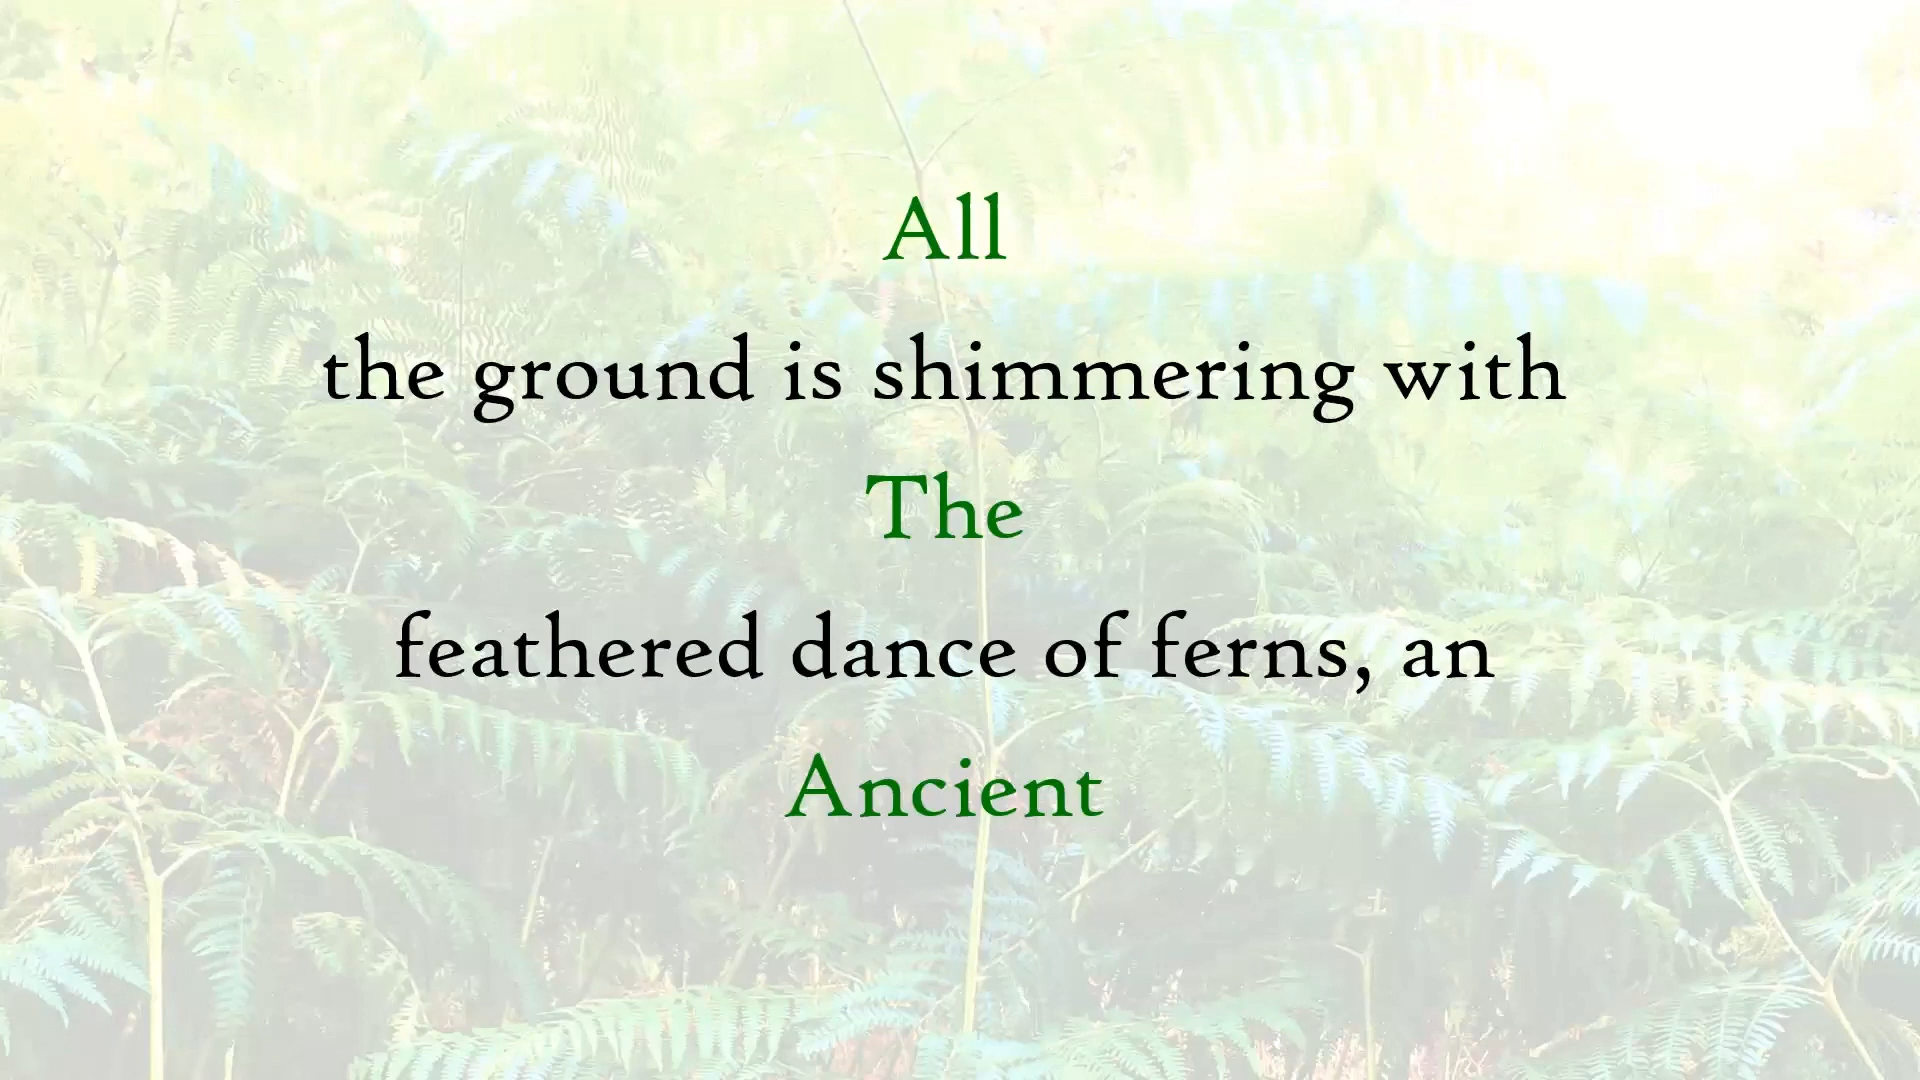 All
the ground is shimmering with
The
feathered dance of ferns, an
Ancient